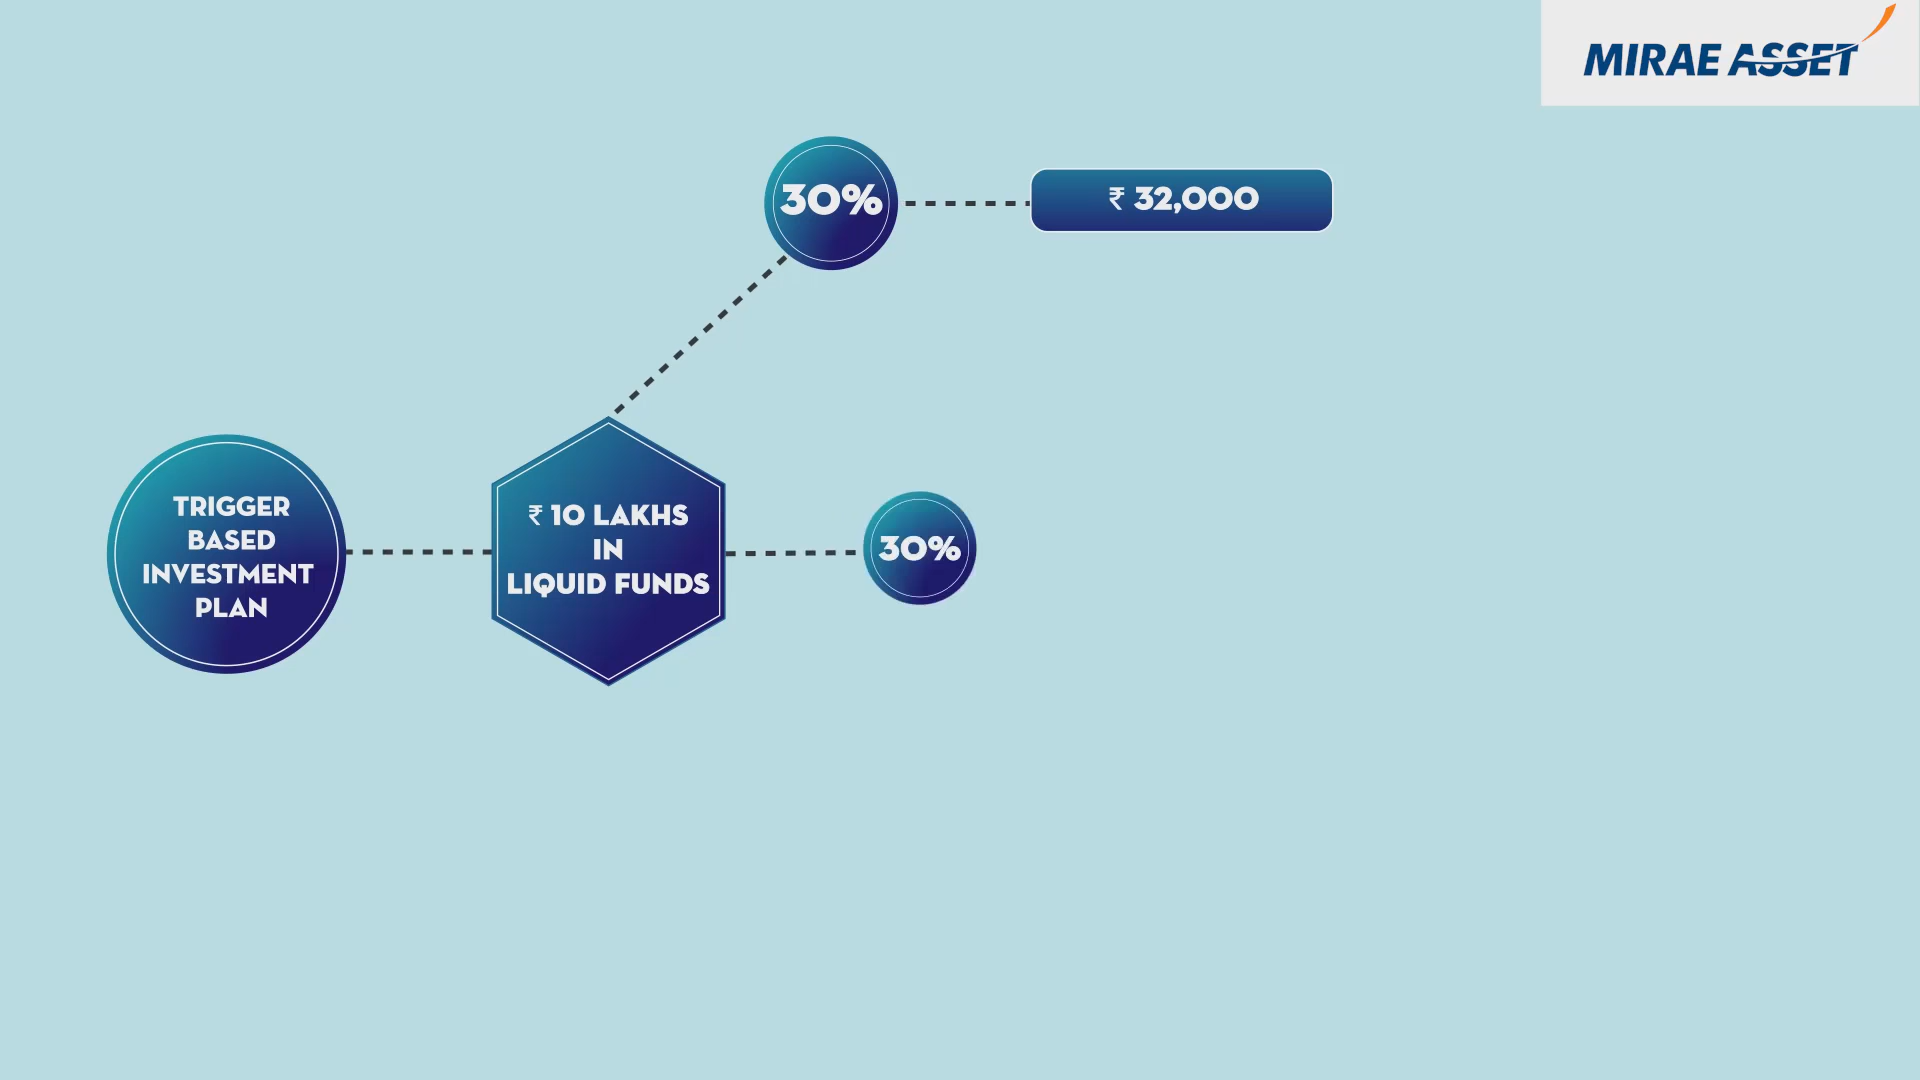 MIRAE ASSET
30%
₹ 32,000
TRIGGER
BASED
INVESTMENT
PLAN
₹ 10 LAKHS
IN
LIQUID FUNDS
30%